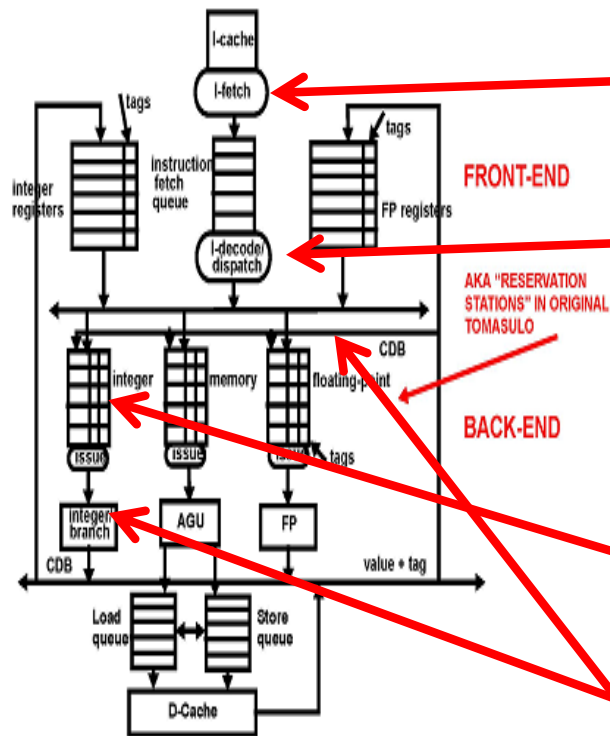 I-cache
I-fetch
tags
tags
integer
registers
instruction
fetch
queue
FP registers
FRONT-END
I-decode/
dispatch
AKA "RESERVATION
STATIONS" IN ORIGINAL
TOMASULO
CDB
integer
memory
floating-point
BACK-END
issue
issue
issue
tags
integer/
branch
AGU
FP
CDB
value + tag
Load
queue
Store
queue
D-Cache